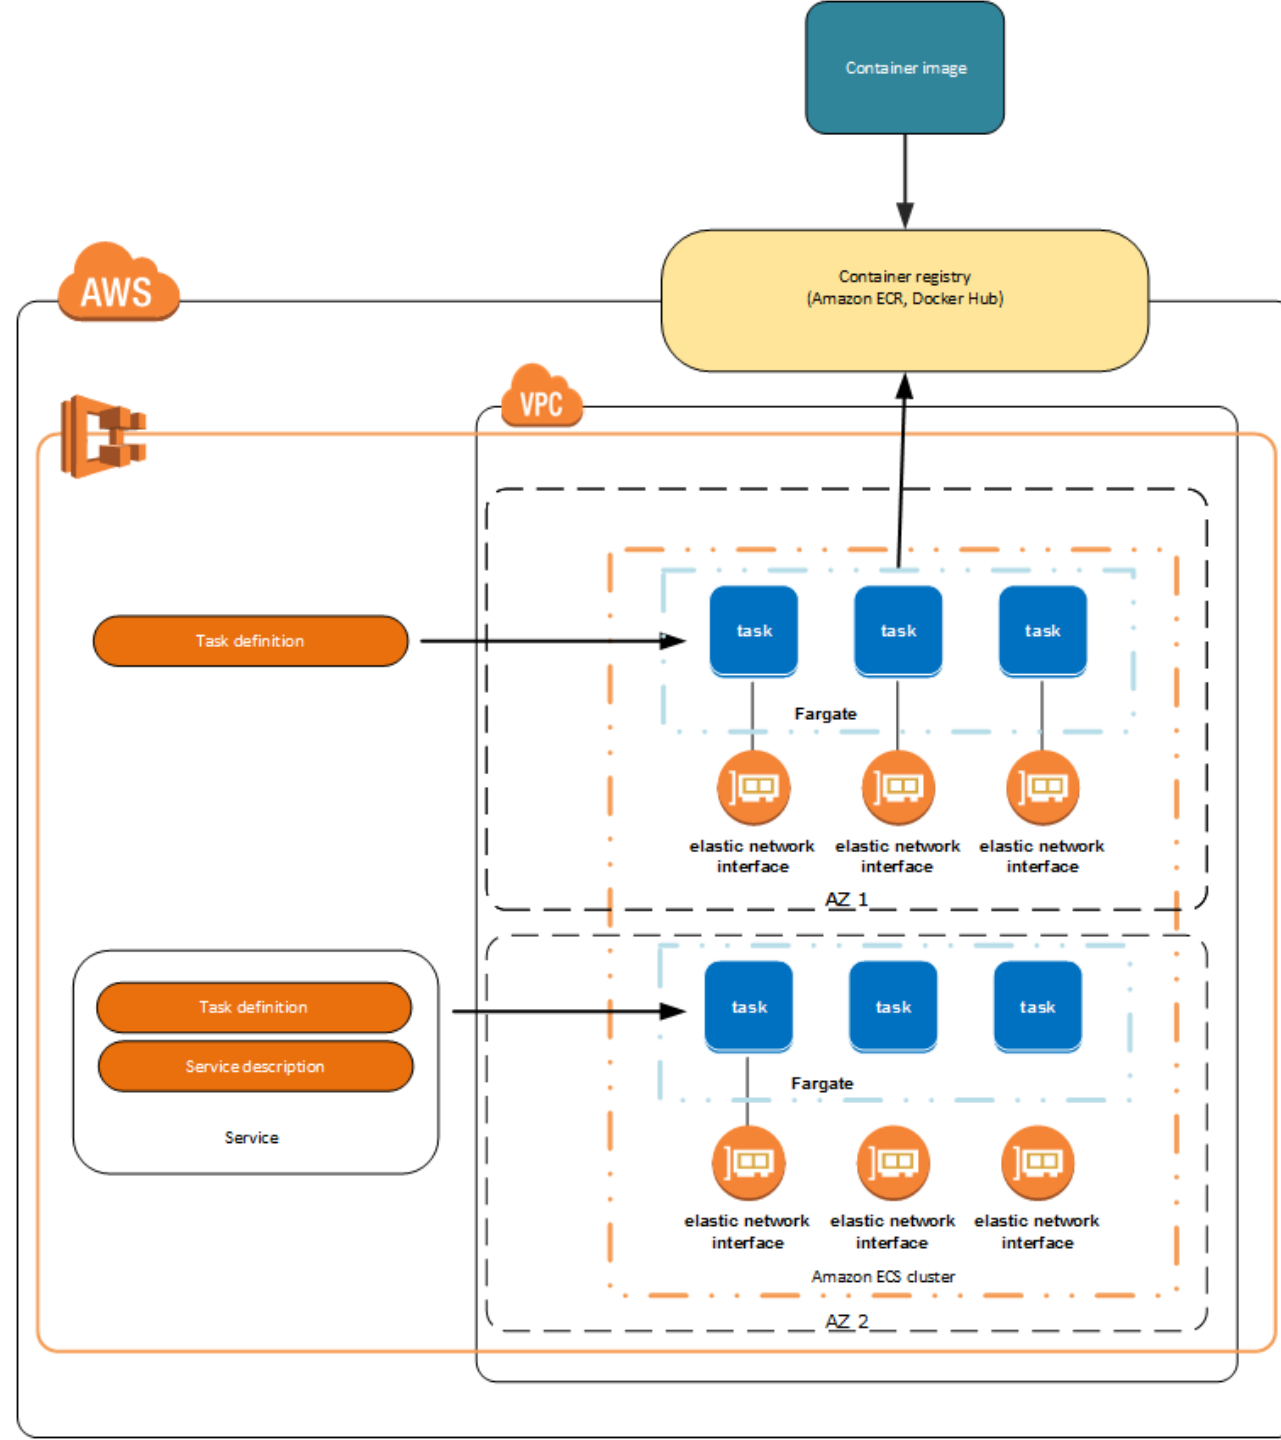 Container image
Container registry
(Amazon ECR, Docker Hub)
AWS
VPC
task
task
task
Task definition
Fargate
elastic network
interface
elastic network
interface
elastic network
interface
AZ 1
Task definition
Service description
Service
task
task
task
Fargate
elastic network
interface
elastic network
interface
elastic network
interface
Amazon ECS cluster
AZ 2